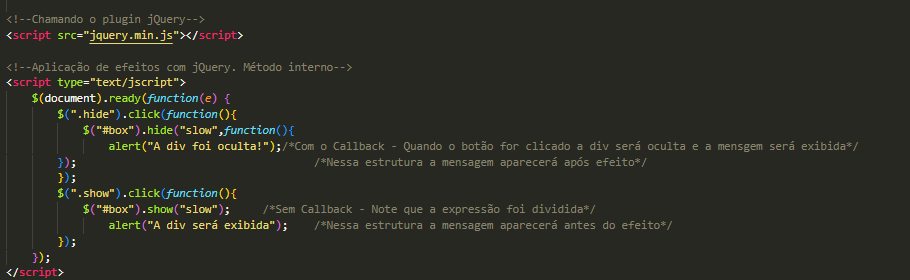 <!--Chamando o plugin jQuery-->
<script src="jquery.min.js"></script>
<!--Aplicação de efeitos com jQuery. Método interno-->
<script type="text/jscript">
$(document).ready(function(e) {
$(".hide").click(function(){
$("#box").hide("slow",function(){
alert("A div foi oculta!");/*Com o Callback - Quando o botão for clicado a div será oculta e a mensgem será exibida*/
}); /*Nessa estrutura a mensagem aparecerá após efeito*/
});
$(".show").click(function(){
$("#box").show("slow"); /*Sem Callback - Note que a expressão foi dividida*/
alert("A div será exibida"); /*Nessa estrutura a mensagem aparecerá antes do efeito*/
});
});
</script>